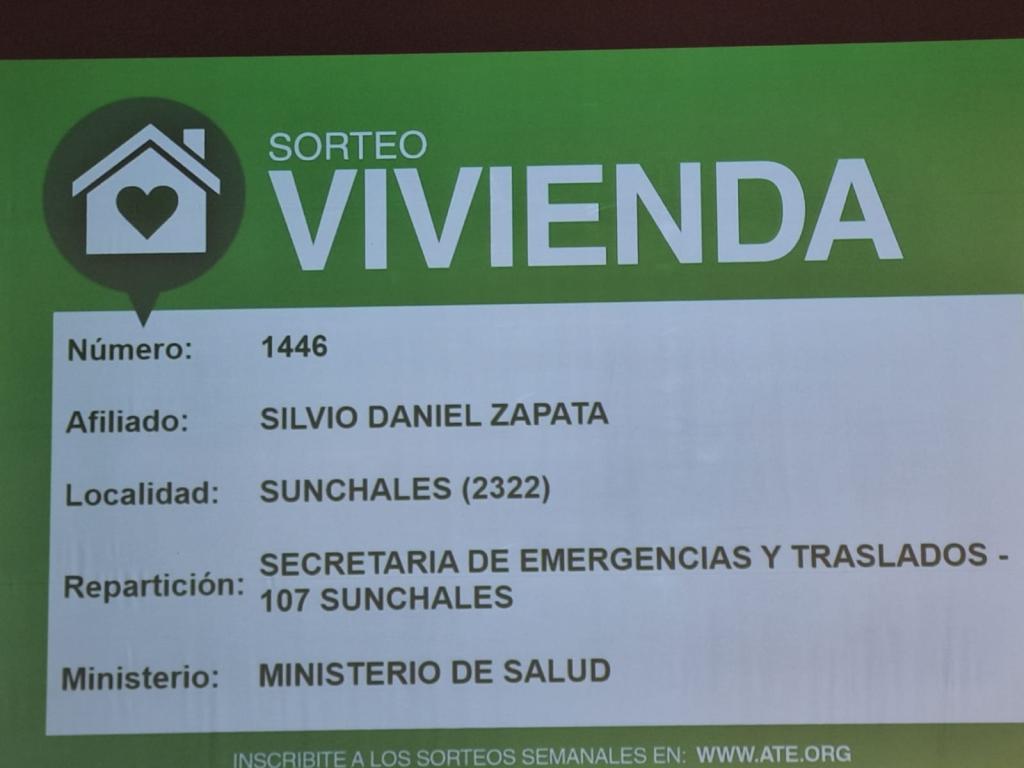 SORTEO
VIVIENDA
Número: 1446
Afiliado: SILVIO DANIEL ZAPATA
Localidad: SUNCHALES (2322)
Repartición: SECRETARIA DE EMERGENCIAS Y TRASLADOS -
107 SUNCHALES
Ministerio: MINISTERIO DE SALUD
INSCRIBITE A LOS SORTEOS SEMANALES EN: WWW.ATE.ORG